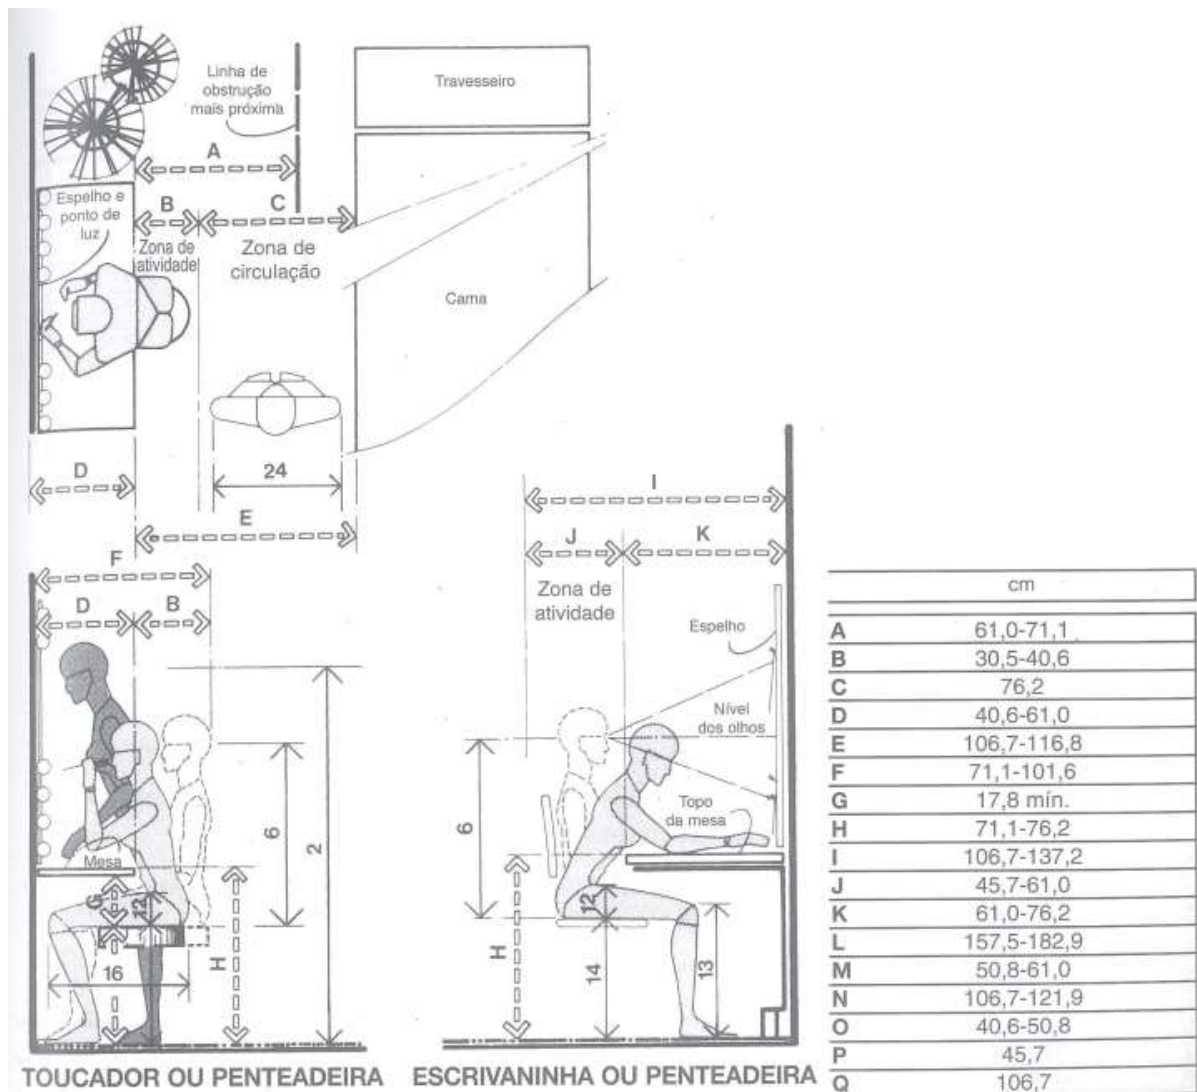 Linha de
obstrução
mais próxima
Travesseiro
A
Espelho e
ponto de
luz
B
C
Zona de
atividade
Zona de
circulação
Cama
D
24
E
F
D
B
6
2
Mesa
G
12
16
H
TOUCADOR OU PENTEADEIRA
I
J
K
Zona de
atividade
Espelho
Nível
dos olhos
6
Topo
da mesa
12
H
14
13
ESCRIVANINHA OU PENTEADEIRA
cm
A 61,0-71,1
B 30,5-40,6
C 76,2
D 40,6-61,0
E 106,7-116,8
F 71,1-101,6
G 17,8 mín.
H 71,1-76,2
I 106,7-137,2
J 45,7-61,0
K 61,0-76,2
L 157,5-182,9
M 50,8-61,0
N 106,7-121,9
O 40,6-50,8
P 45,7
Q 106,7